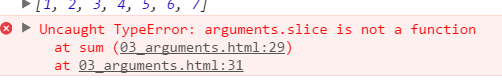 ▶[1, 2, 3, 4, 5, 6, 7]
▶Uncaught TypeError: arguments.slice is not a function
at sum (03_arguments.html:29)
at 03_arguments.html:31